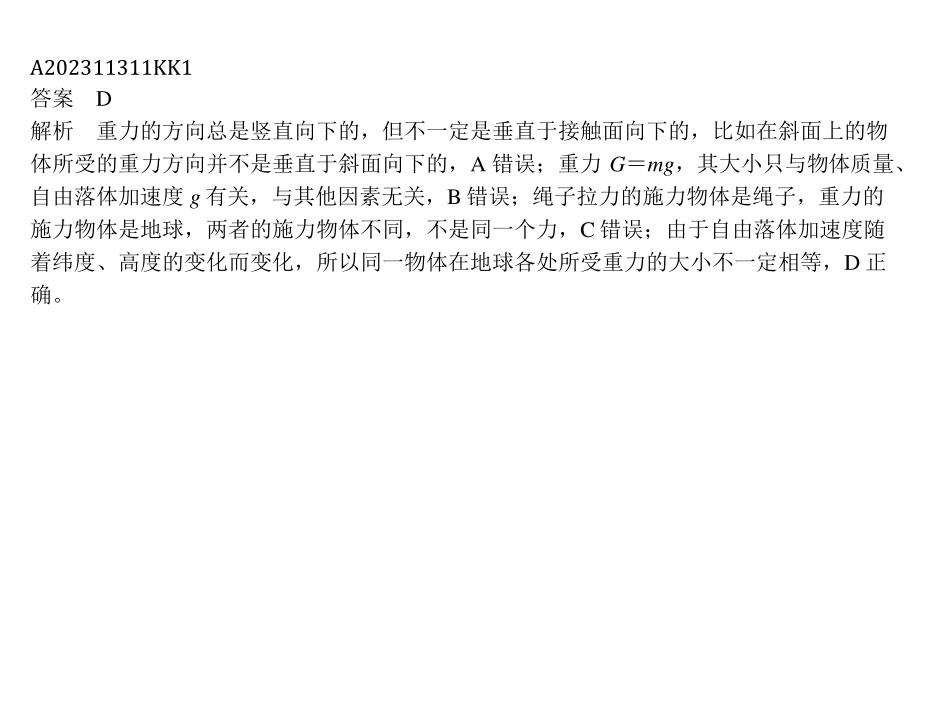 A202311311KK1
答案　D
解析　重力的方向总是竖直向下的，但不一定是垂直于接触面向下的，比如在斜面上的物
体所受的重力方向并不是垂直于斜面向下的，A 错误；重力 G＝mg，其大小只与物体质量、
自由落体加速度 g 有关，与其他因素无关，B 错误；绳子拉力的施力物体是绳子，重力的
施力物体是地球，两者的施力物体不同，不是同一个力，C 错误；由于自由落体加速度随
着纬度、高度的变化而变化，所以同一物体在地球各处所受重力的大小不一定相等，D 正
确。